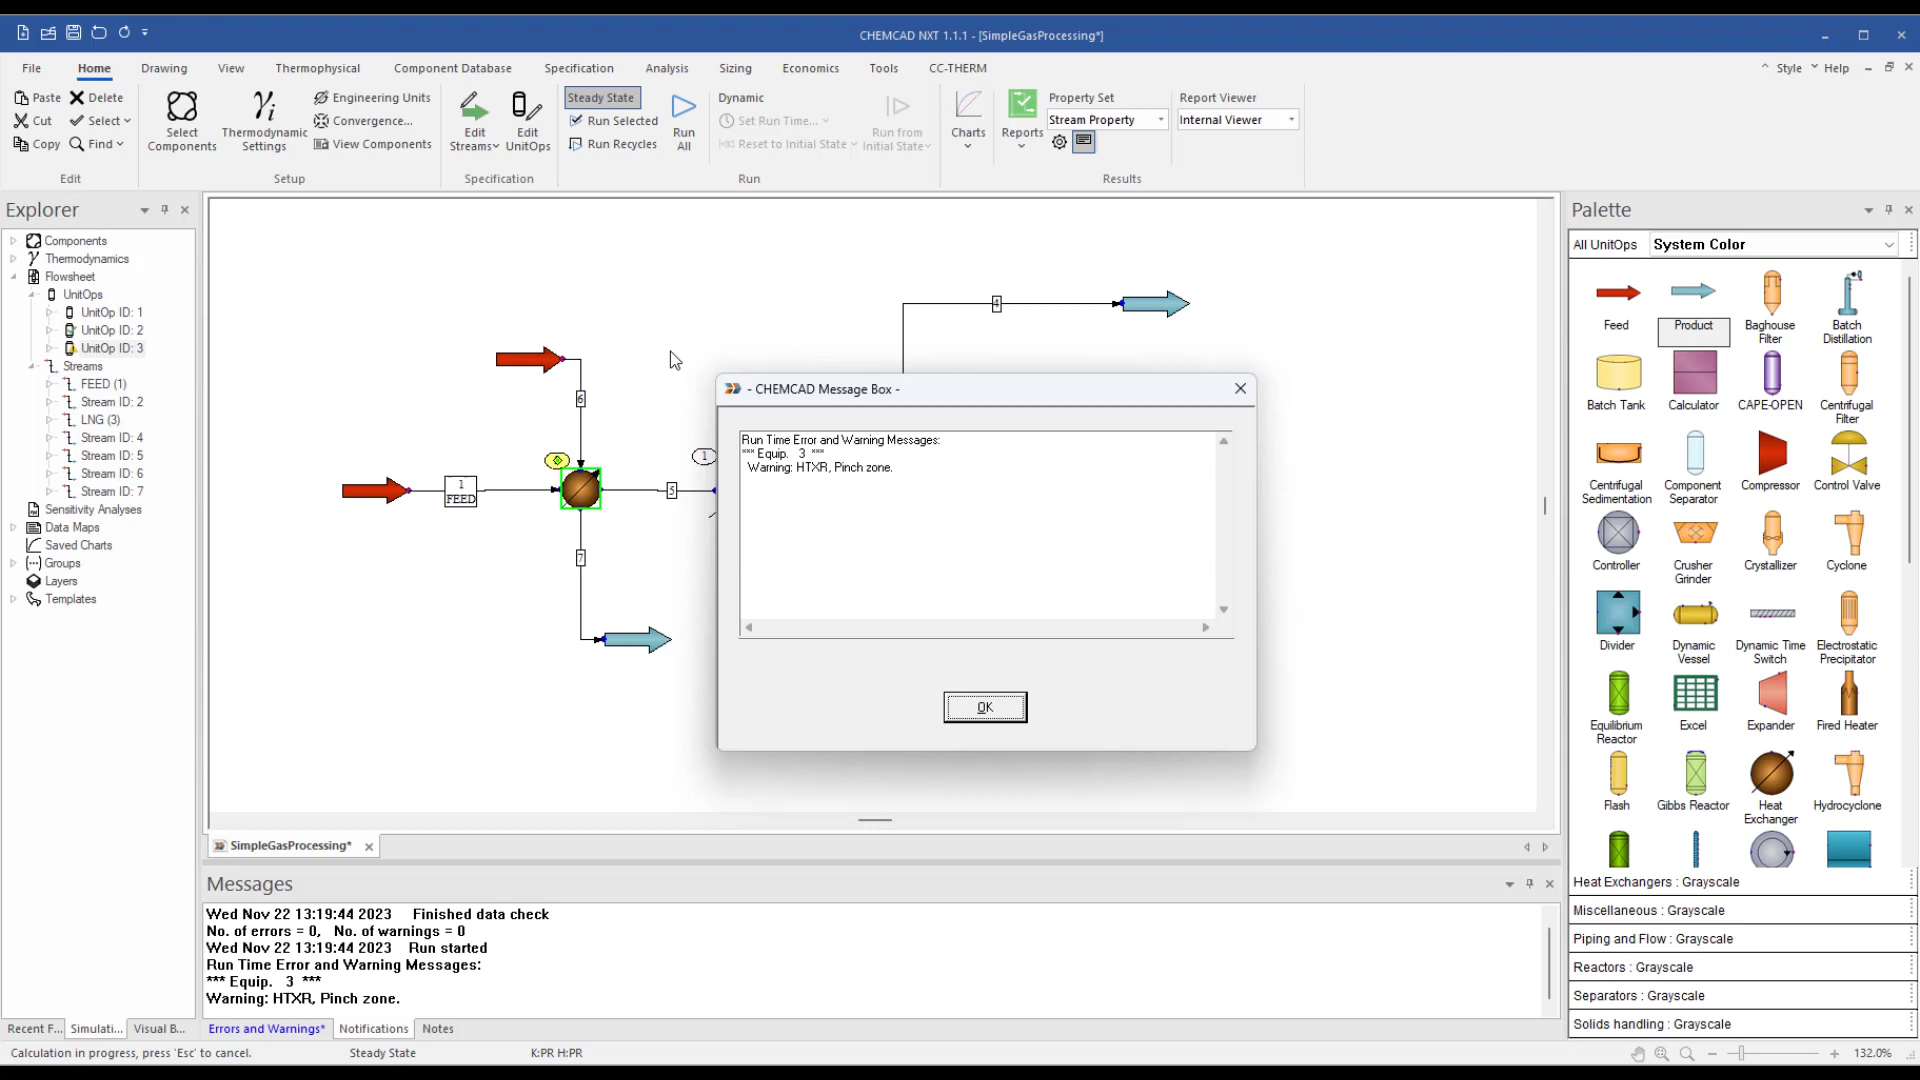 CHEMCAD NXT 1.1.1 - [SimpleGasProcessing*]
File Home Drawing View Thermophysical Component Database Specification Analysis Sizing Economics Tools CC-THERM Style Help
Paste Delete
Cut Select
Copy Find
Edit
Select Components
Thermodynamic Settings
Engineering Units
Convergence...
View Components
Setup
Edit Streams
Edit UnitOps
Specification
Steady State
Run Selected
Run Recycles
Run All
Dynamic
Set Run Time...
Reset to Initial State
Run from Initial State
Run
Charts
Reports
Property Set
Stream Property
Report Viewer
Internal Viewer
Results
Explorer
Components
Thermodynamics
Flowsheet
UnitOps
UnitOp ID: 1
UnitOp ID: 2
UnitOp ID: 3
Streams
FEED (1)
Stream ID: 2
LNG (3)
Stream ID: 4
Stream ID: 5
Stream ID: 6
Stream ID: 7
Sensitivity Analyses
Data Maps
Saved Charts
Groups
Layers
Templates
Recent F... Simulati... Visual B...
4
6
1
1
FEED
5
7
- CHEMCAD Message Box -
Run Time Error and Warning Messages:
*** Equip. 3 ***
Warning: HTXR, Pinch zone.
OK
SimpleGasProcessing*
Messages
Wed Nov 22 13:19:44 2023 Finished data check
No. of errors = 0, No. of warnings = 0
Wed Nov 22 13:19:44 2023 Run started
Run Time Error and Warning Messages:
*** Equip. 3 ***
Warning: HTXR, Pinch zone.
Errors and Warnings* Notifications Notes
Palette
All UnitOps System Color
Feed Product Baghouse Filter Batch Distillation
Batch Tank Calculator CAPE-OPEN Centrifugal Filter
Centrifugal Sedimentation Component Separator Compressor Control Valve
Controller Crusher Grinder Crystallizer Cyclone
Divider Dynamic Vessel Dynamic Time Switch Electrostatic Precipitator
Equilibrium Reactor Excel Expander Fired Heater
Flash Gibbs Reactor Heat Exchanger Hydrocyclone
Heat Exchangers : Grayscale
Miscellaneous : Grayscale
Piping and Flow : Grayscale
Reactors : Grayscale
Separators : Grayscale
Solids handling : Grayscale
Calculation in progress, press 'Esc' to cancel. Steady State K:PR H:PR 132.0%